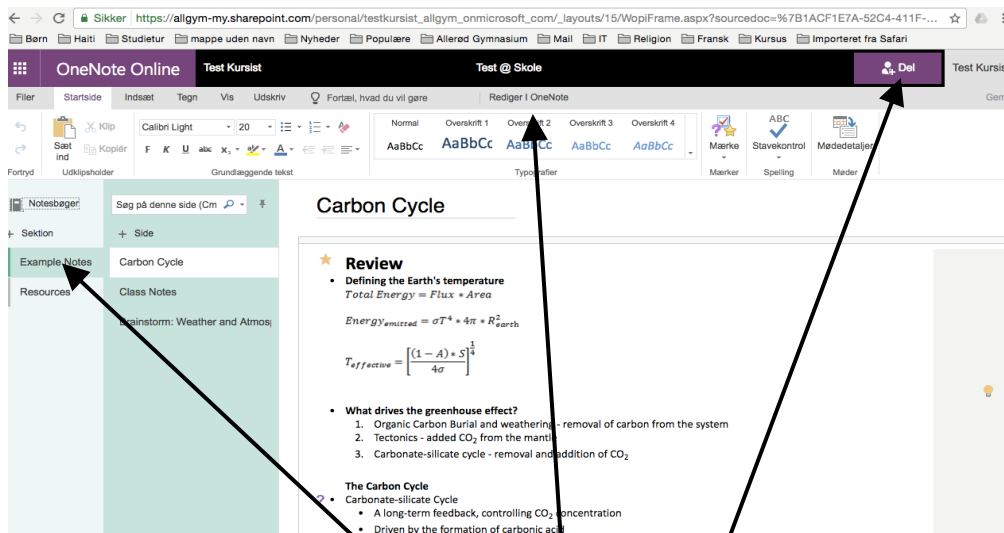 Sikker https://allgym-my.sharepoint.com/personal/testkursist_allgym_onmicrosoft_com/_layouts/15/WopiFrame.aspx?sourcedoc=%7B1ACF1E7A-52C4-411F-...
Børn Haiti Studietur mappe uden navn Nyheder Populære Allerød Gymnasium Mail IT Religion Fransk Kursus Importeret fra Safari
OneNote Online Test Kursist Test @ Skole Del Test Kursis
Filer Startside Indsæt Tegn Vis Udskriv Fortæl, hvad du vil gøre Rediger I OneNote Gem
Sæt ind Klip Kopiér
Calibri Light 20
F K U abc x₂ A
Normal Overskrift 1 Overskrift 2 Overskrift 3 Overskrift 4
AaBbCc AaBbCc AaBbCc AaBbCc AaBbCc
Mærke ABC Stavekontrol Mødedetaljer
Fortryd Udklipsholder Grundlæggende tekst Typografier Mærker Spelling Møder
Notesbøger Søg på denne side (Cm
+ Sektion + Side
Example Notes Carbon Cycle
Resources Class Notes
Brainstorm: Weather and Atmosp
Carbon Cycle
Review
• Defining the Earth's temperature
Total Energy = Flux * Area
Energy_emitted = σT⁴ * 4π * R²_earth
T_effective = [(1 − A) * S / 4σ]^1/4
• What drives the greenhouse effect?
1. Organic Carbon Burial and weathering - removal of carbon from the system
2. Tectonics - added CO₂ from the mantle
3. Carbonate-silicate cycle - removal and addition of CO₂
The Carbon Cycle
? • Carbonate-silicate Cycle
• A long-term feedback, controlling CO₂ concentration
• Driven by the formation of carbonic acid